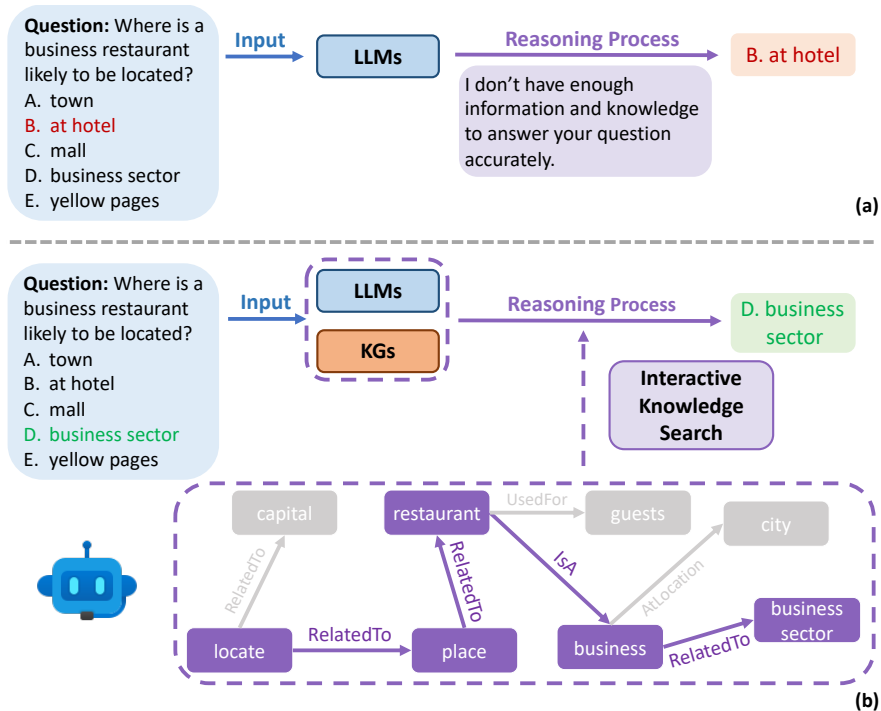 Question: Where is a
business restaurant
likely to be located?
A. town
B. at hotel
C. mall
D. business sector
E. yellow pages
Input
LLMs
Reasoning Process
I don't have enough
information and knowledge
to answer your question
accurately.
B. at hotel
(a)
Question: Where is a
business restaurant
likely to be located?
A. town
B. at hotel
C. mall
D. business sector
E. yellow pages
Input
LLMs
KGs
Reasoning Process
D. business
sector
Interactive
Knowledge
Search
capital
restaurant
UsedFor
guests
city
RelatedTo
RelatedTo
IsA
AtLocation
locate
RelatedTo
place
business
RelatedTo
business
sector
(b)